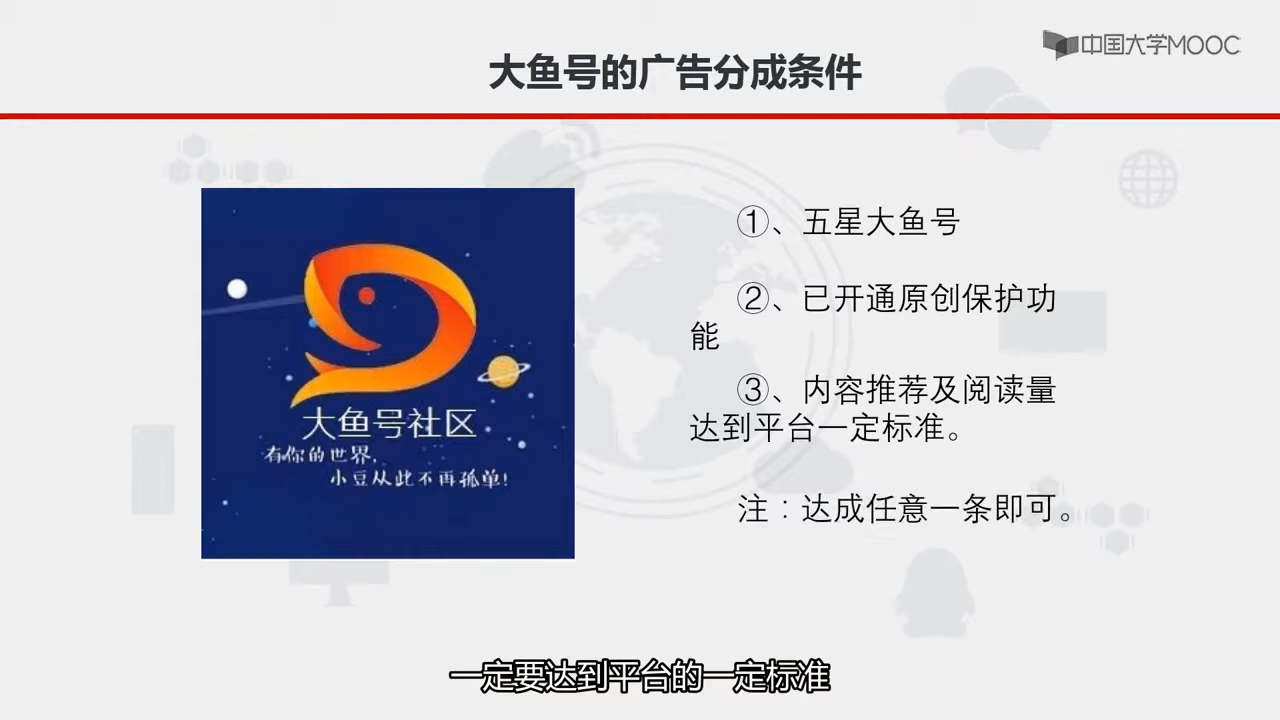 中国大学MOOC
大鱼号的广告分成条件
大鱼号社区
有你的世界,
小豆从此不再孤单!
①、五星大鱼号
②、已开通原创保护功
能
③、内容推荐及阅读量
达到平台一定标准。
注：达成任意一条即可。
一定要达到平台的一定标准